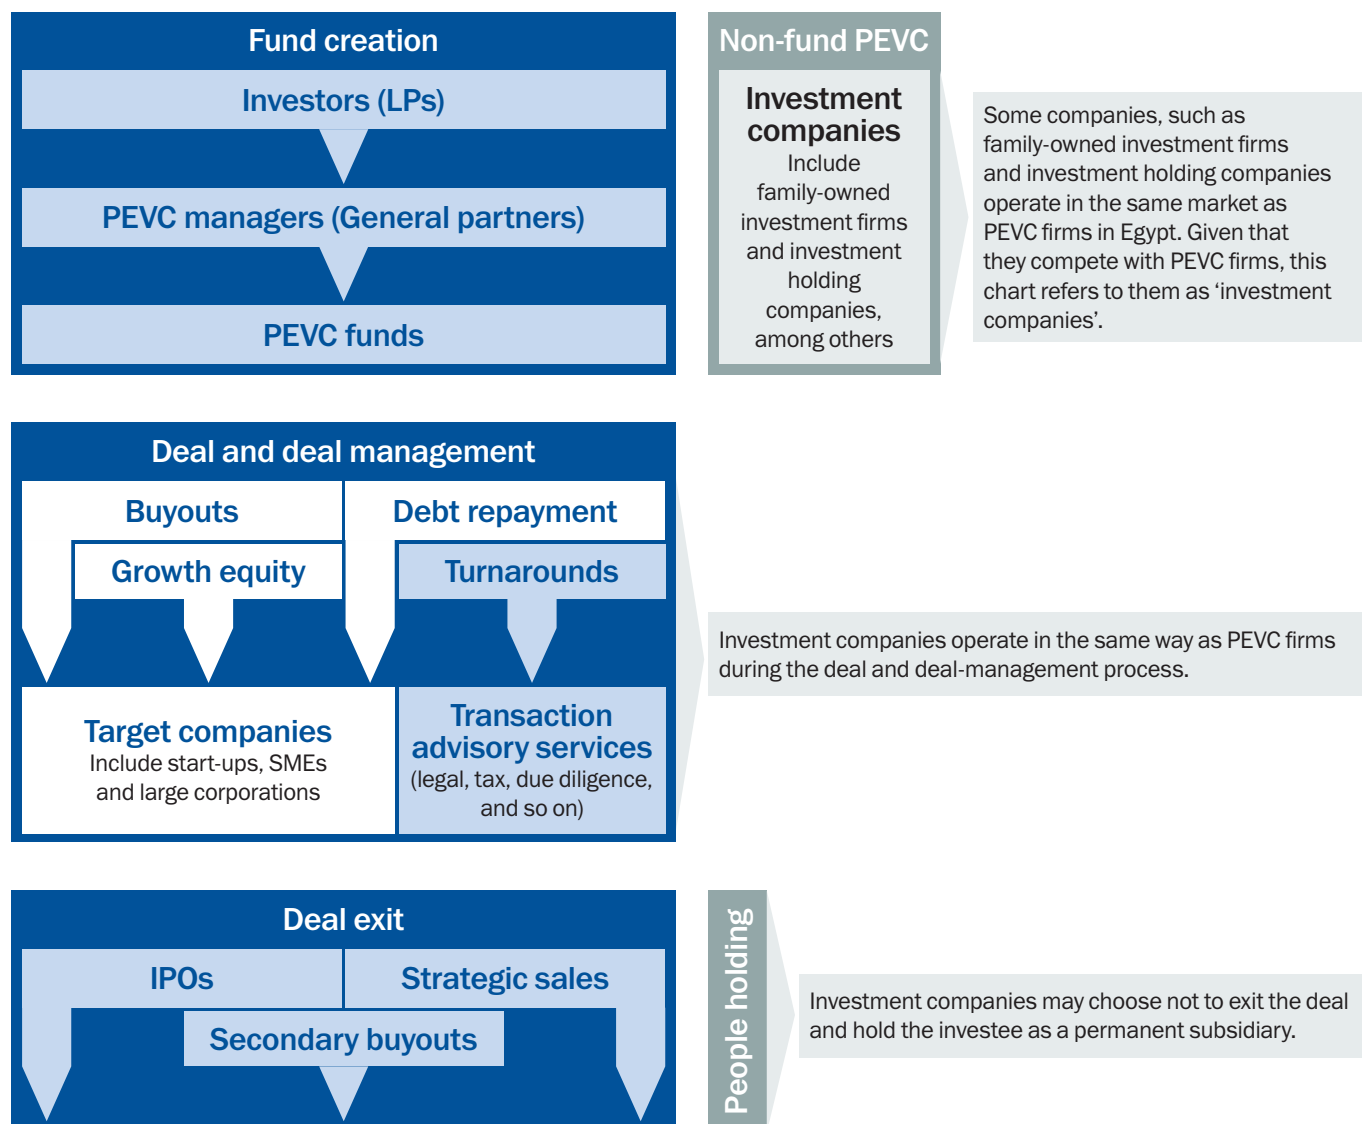 Fund creation
Investors (LPs)
PEVC managers (General partners)
PEVC funds
Non-fund PEVC
Investment
companies
Include
family-owned
investment firms
and investment
holding
companies,
among others
Some companies, such as
family-owned investment firms
and investment holding companies
operate in the same market as
PEVC firms in Egypt. Given that
they compete with PEVC firms, this
chart refers to them as ‘investment
companies’.
Deal and deal management
Buyouts
Debt repayment
Growth equity
Turnarounds
Target companies
Include start-ups, SMEs
and large corporations
Transaction
advisory services
(legal, tax, due diligence,
and so on)
Investment companies operate in the same way as PEVC firms
during the deal and deal-management process.
Deal exit
IPOs
Strategic sales
Secondary buyouts
People holding
Investment companies may choose not to exit the deal
and hold the investee as a permanent subsidiary.